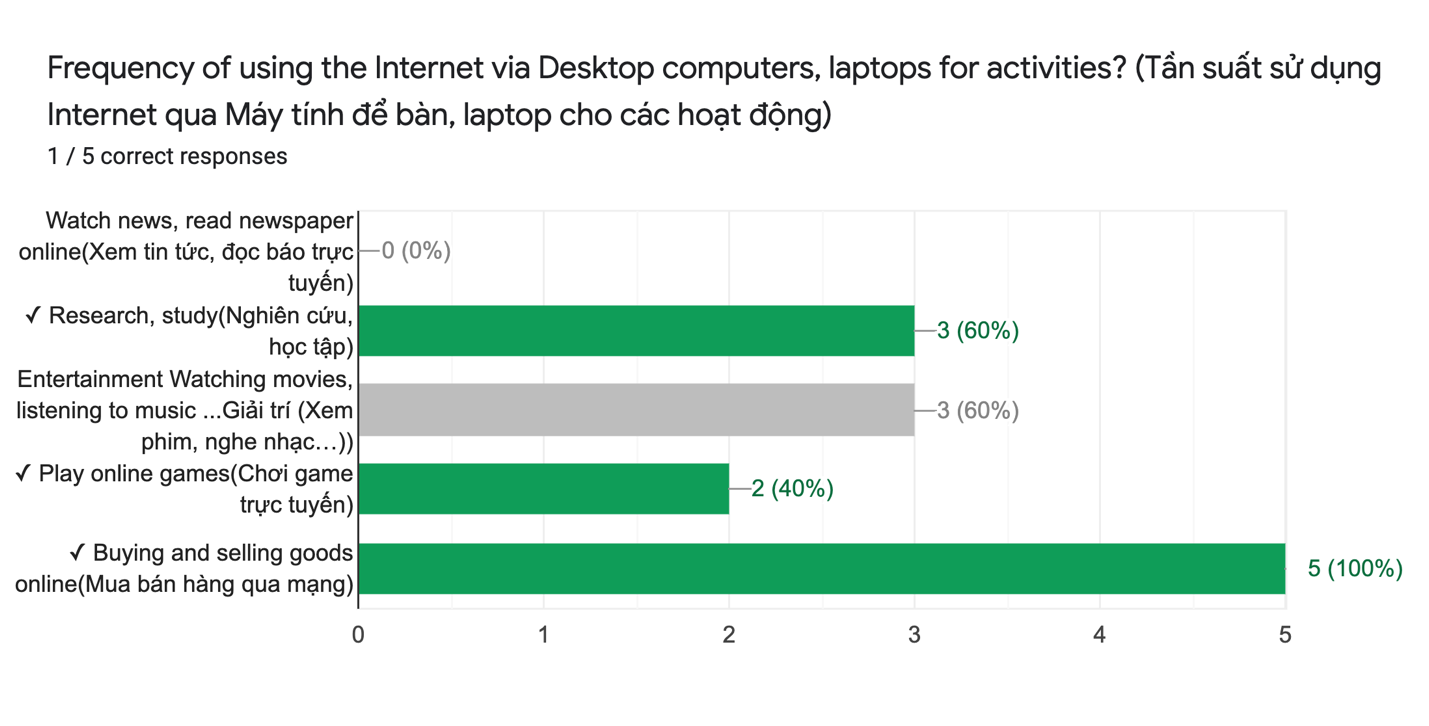 Frequency of using the Internet via Desktop computers, laptops for activities? (Tần suất sử dụng
Internet qua Máy tính để bàn, laptop cho các hoạt động)
1 / 5 correct responses
Watch news, read newspaper
online(Xem tin tức, đọc báo trực
tuyến)
0 (0%)
✓ Research, study(Nghiên cứu,
học tập)
3 (60%)
Entertainment Watching movies,
listening to music ...Giải trí (Xem
phim, nghe nhạc…))
3 (60%)
✓ Play online games(Chơi game
trực tuyến)
2 (40%)
✓ Buying and selling goods
online(Mua bán hàng qua mạng)
5 (100%)
0 1 2 3 4 5